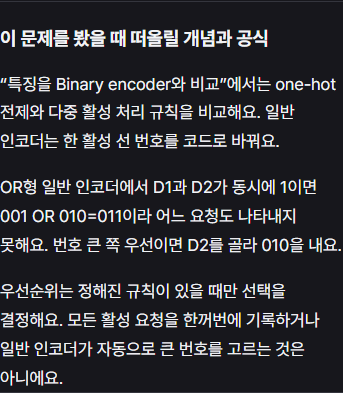 이 문제를 봤을 때 떠올릴 개념과 공식
“특징을 Binary encoder와 비교”에서는 one-hot
전제와 다중 활성 처리 규칙을 비교해요. 일반
인코더는 한 활성 선 번호를 코드로 바꿔요.
OR형 일반 인코더에서 D1과 D2가 동시에 1이면
001 OR 010=011이라 어느 요청도 나타내지
못해요. 번호 큰 쪽 우선이면 D2를 골라 010을 내요.
우선순위는 정해진 규칙이 있을 때만 선택을
결정해요. 모든 활성 요청을 한꺼번에 기록하거나
일반 인코더가 자동으로 큰 번호를 고르는 것은
아니에요.